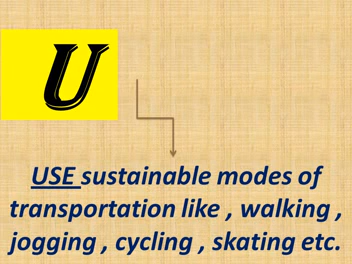 U
USE sustainable modes of
transportation like , walking ,
jogging , cycling , skating etc.